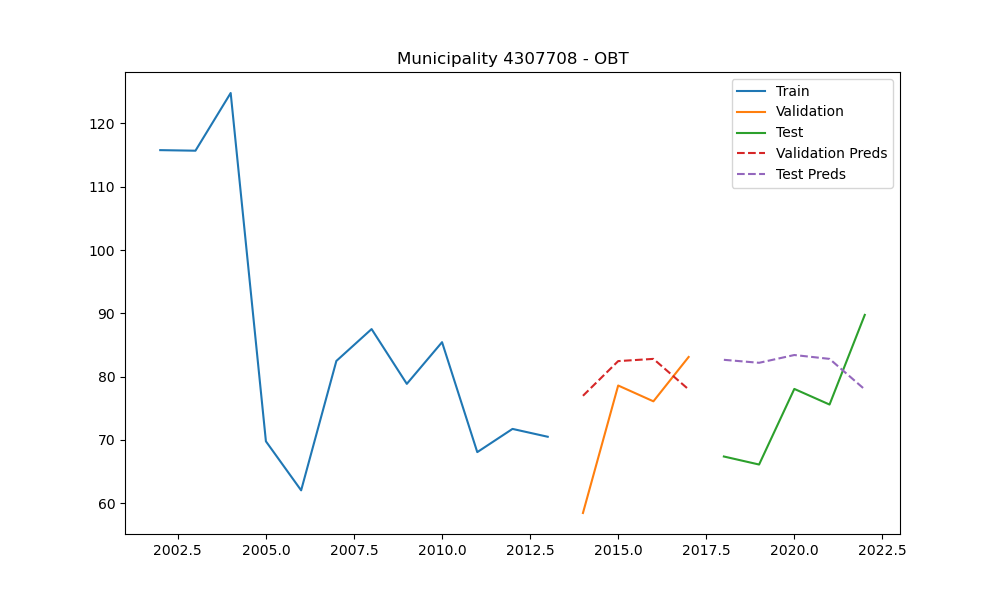 Municipality 4307708 - OBT
Train
Validation
Test
Validation Preds
Test Preds
120
110
100
90
80
70
60
2002.5 2005.0 2007.5 2010.0 2012.5 2015.0 2017.5 2020.0 2022.5